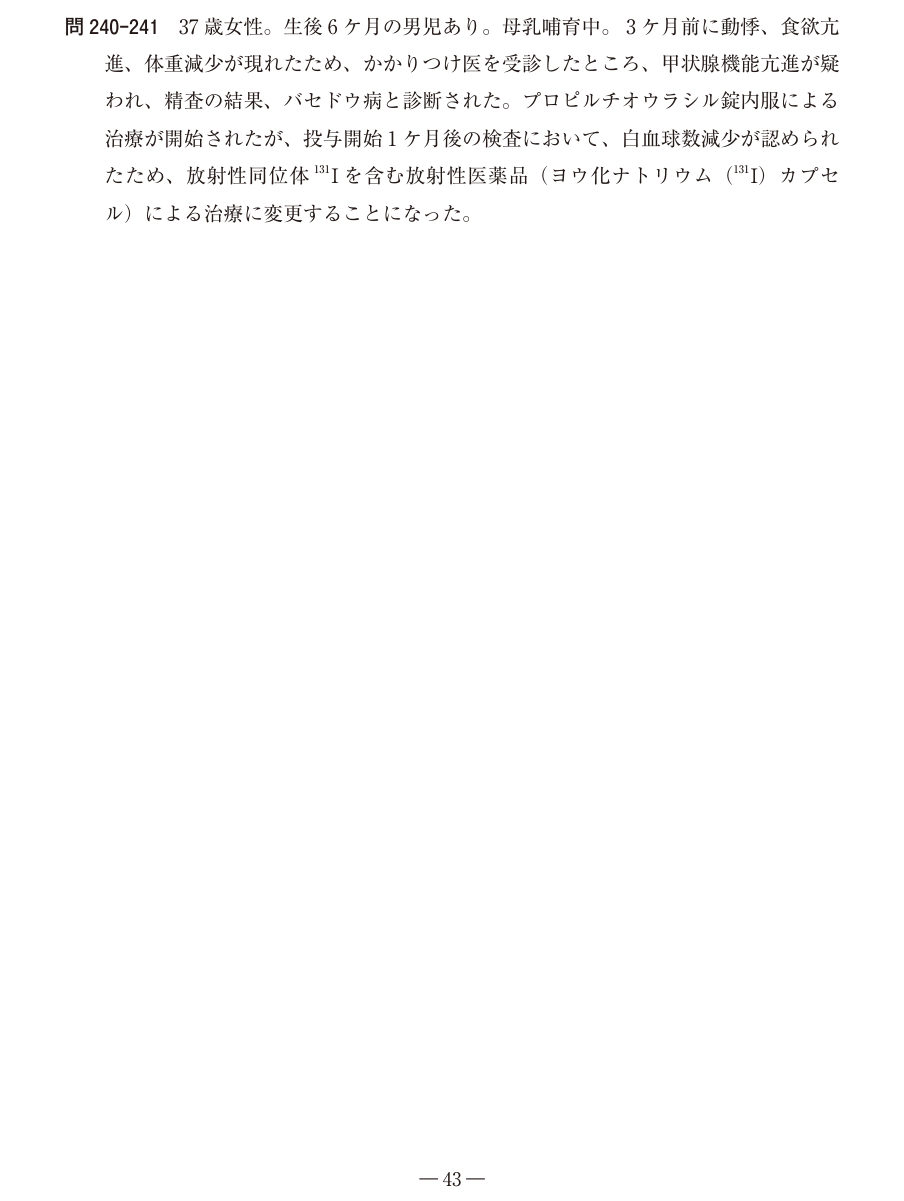 問 240-241　37 歳女性。生後 6 ケ月の男児あり。母乳哺育中。 3 ケ月前に動悸、食欲亢
進、体重減少が現れたため、かかりつけ医を受診したところ、甲状腺機能亢進が疑
われ、精査の結果、バセドウ病と診断された。プロピルチオウラシル錠内服による
治療が開始されたが、投与開始 1 ケ月後の検査において、白血球数減少が認められ
たため、放射性同位体 ¹³¹I を含む放射性医薬品（ヨウ化ナトリウム（¹³¹I）カプセ
ル）による治療に変更することになった。
― 43 ―